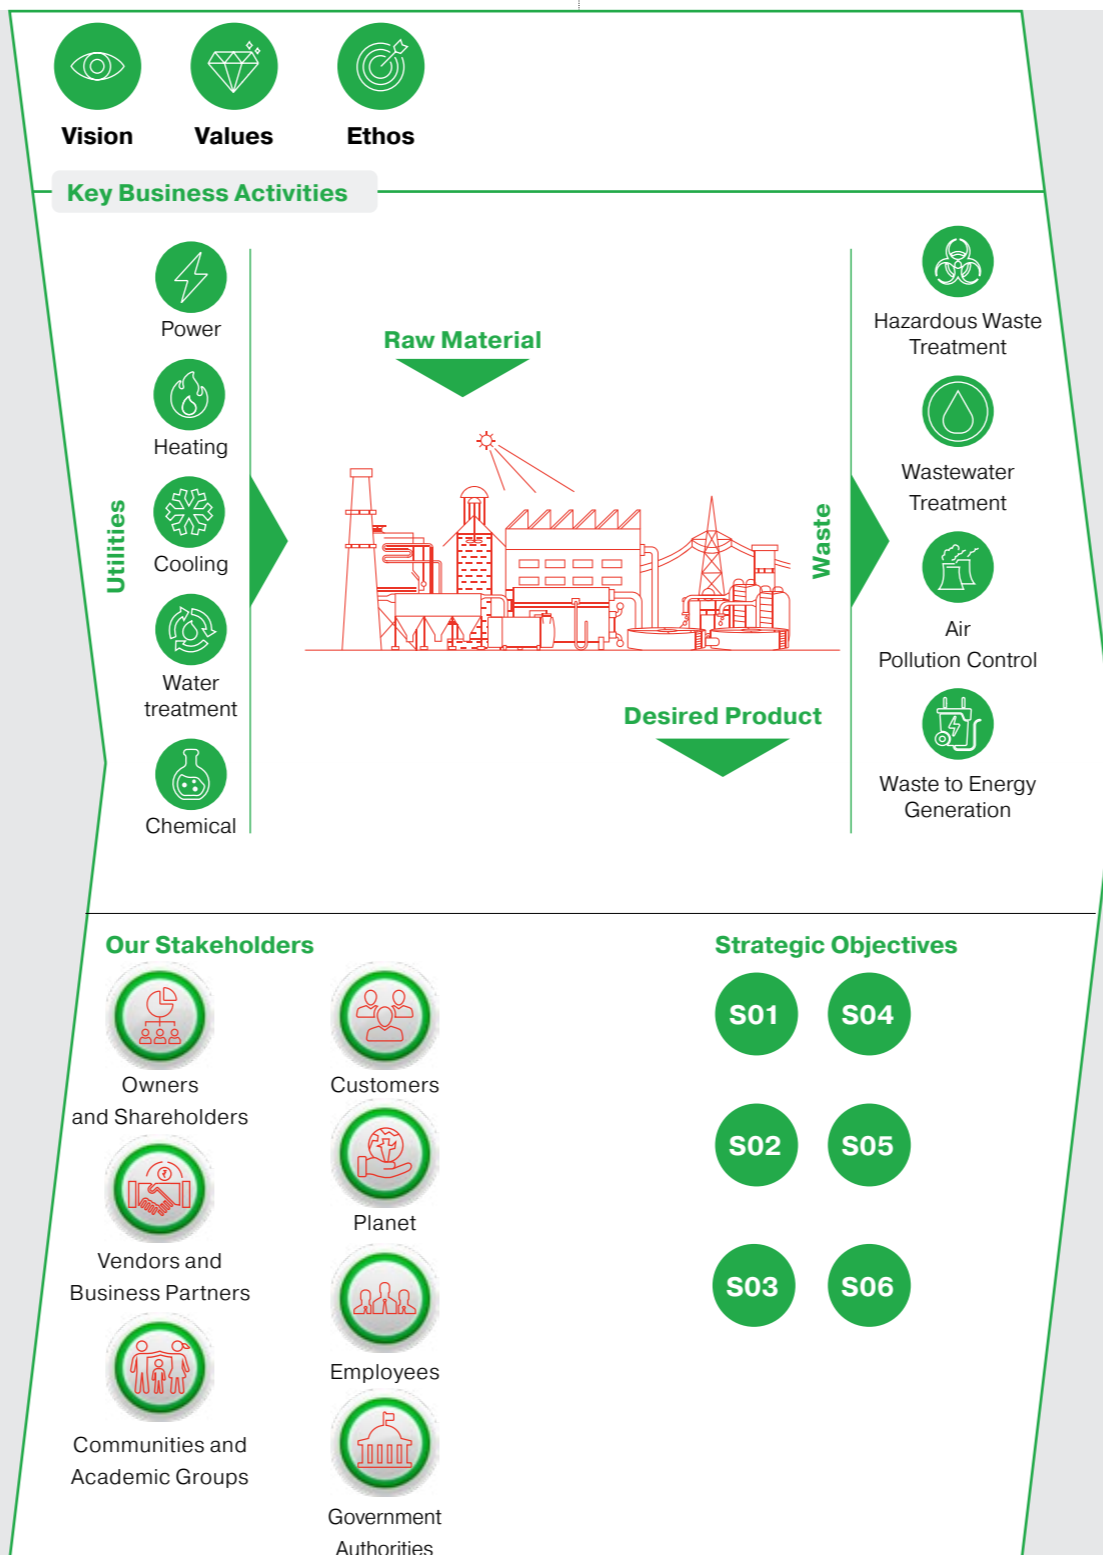 Vision
Values
Ethos
Key Business Activities
Utilities
Power
Heating
Cooling
Water
treatment
Chemical
Raw Material
Desired Product
Waste
Hazardous Waste
Treatment
Wastewater
Treatment
Air
Pollution Control
Waste to Energy
Generation
Our Stakeholders
Owners
and Shareholders
Vendors and
Business Partners
Communities and
Academic Groups
Customers
Planet
Employees
Government
Authorities
Strategic Objectives
S01
S02
S03
S04
S05
S06